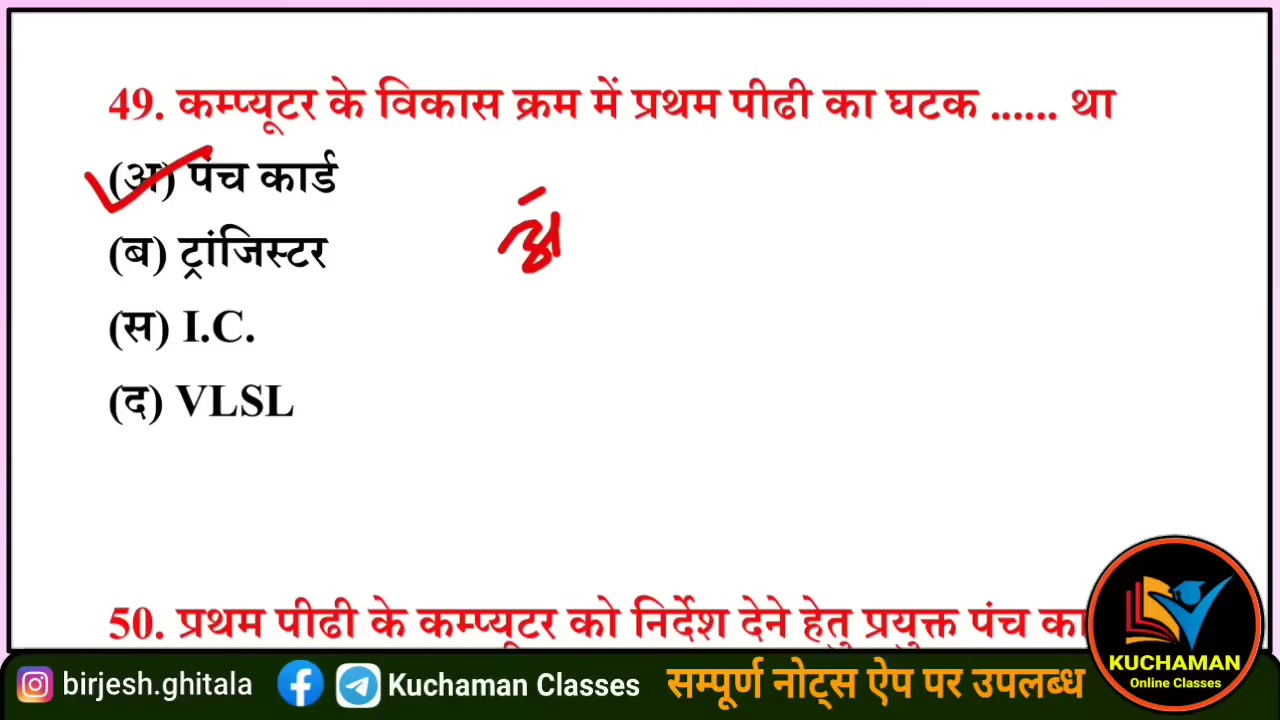 49. कम्प्यूटर के विकास क्रम में प्रथम पीढी का घटक ...... था
(अ) पंच कार्ड
(ब) ट्रांजिस्टर
(स) I.C.
(द) VLSL
50. प्रथम पीढी के कम्प्यूटर को निर्देश देने हेतु प्रयुक्त पंच
KUCHAMAN
Online Classes
birjesh.ghitala
Kuchaman Classes
सम्पूर्ण नोट्स ऐप पर उपलब्ध